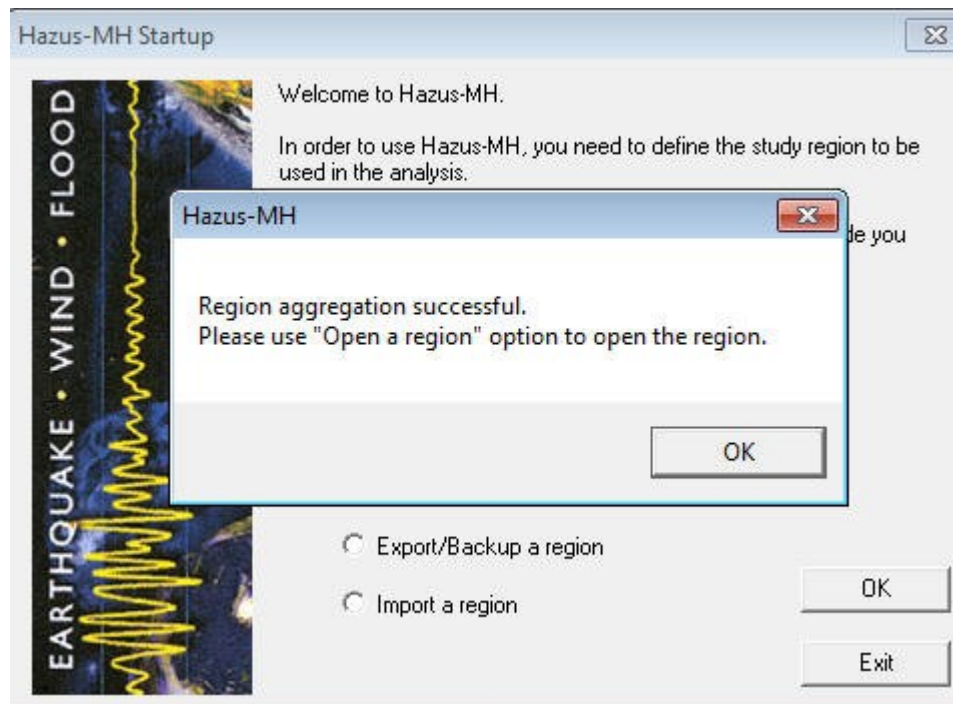 Hazus-MH Startup
EARTHQUAKE • WIND • FLOOD
Welcome to Hazus-MH.
In order to use Hazus-MH, you need to define the study region to be
used in the analysis.
Hazus-MH
you
Region aggregation successful.
Please use "Open a region" option to open the region.
OK
Export/Backup a region
Import a region
OK
Exit